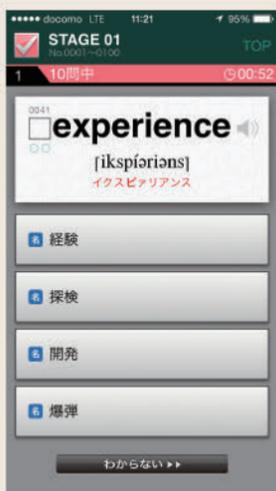 docomo LTE 11:21 95%
STAGE 01
No.0001~0100
TOP
1 10問中 00:52
0041
experience
[ikspíəriəns]
イクスピァリアンス
名 経験
名 探検
名 開発
名 爆弾
わからない ▶▶